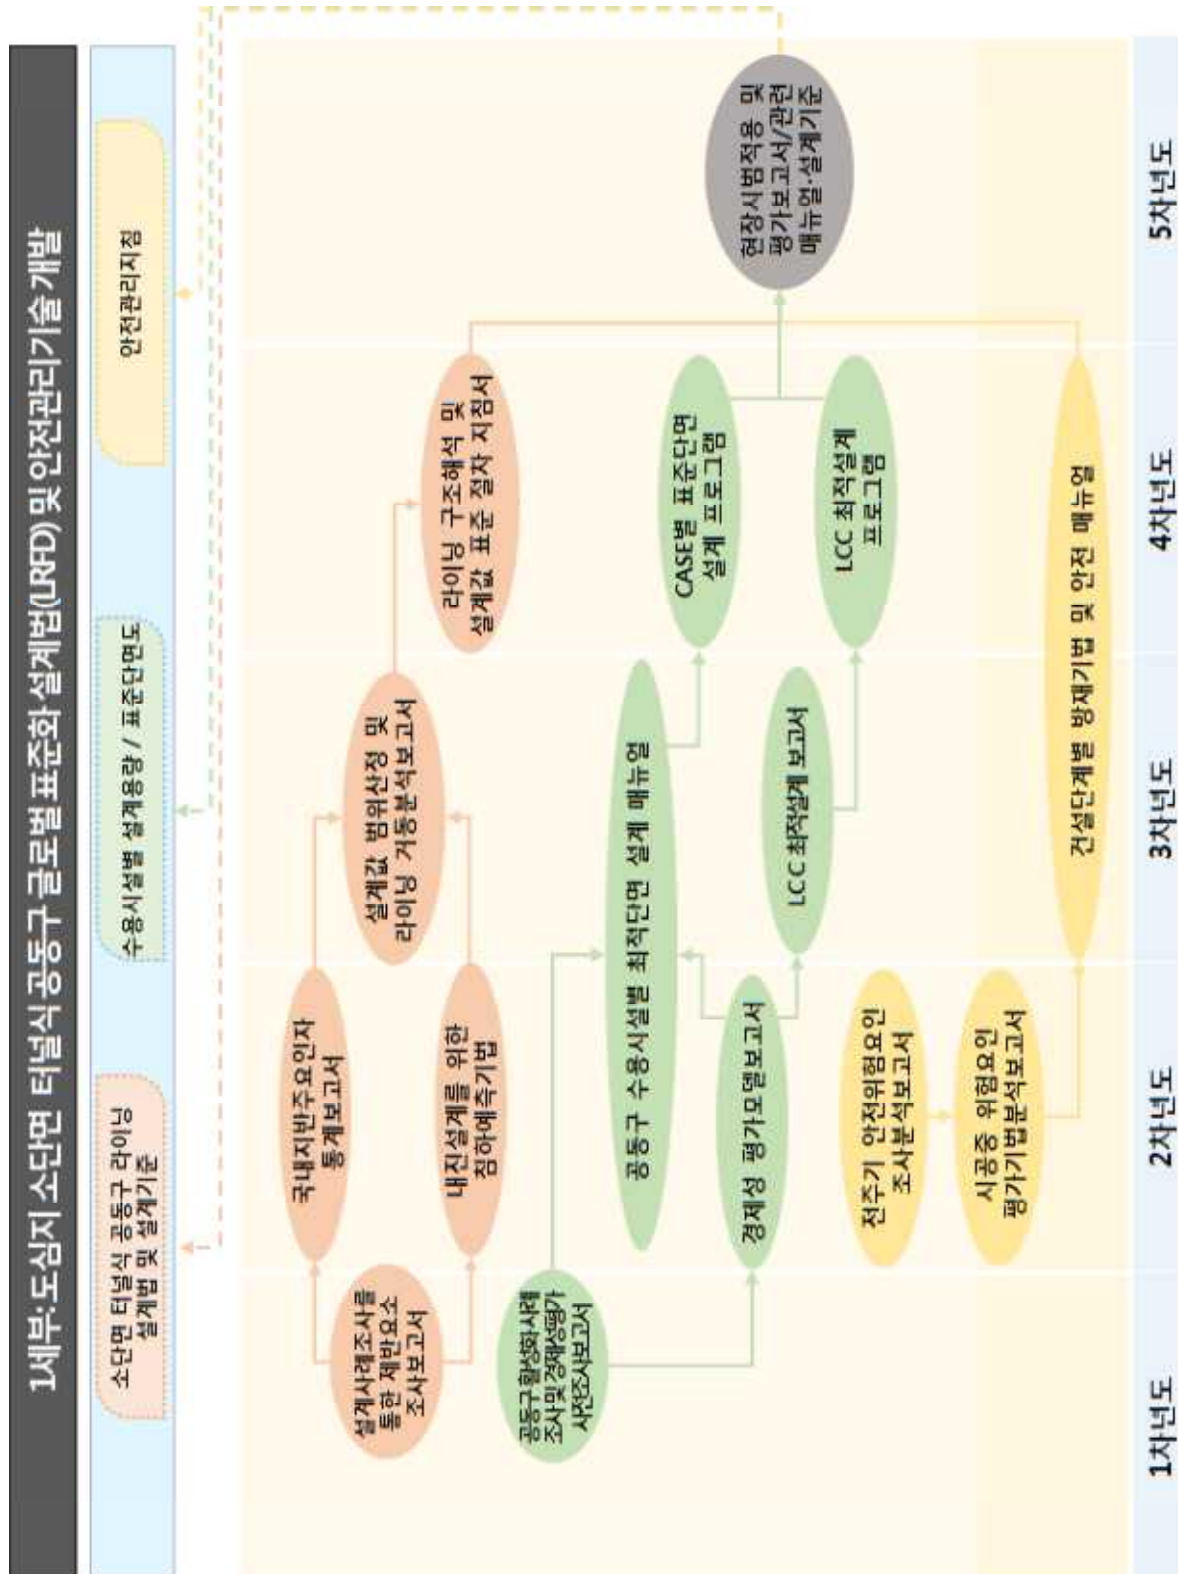 1세부:도심지 소단면 터널식 공동구 글로벌 표준화 설계법(LRFD) 및 안전관리기술 개발
소단면 터널식 공동구 라이닝
설계법 및 설계기준
수용시설별 설계용량 / 표준단면도
안전관리지침
설계사례조사를
통한 제반요소
조사보고서
국내지반주요인자
통계보고서
내진설계를 위한
침하예측기법
설계값 범위산정 및
라이닝 거동분석보고서
라이닝 구조해석 및
설계값 표준 절차 지침서
공동구 활성화 사례
조사 및 경제성평가
사전조사보고서
경제성 평가모델보고서
공동구 수용시설별 최적단면 설계 매뉴얼
LCC 최적설계 보고서
CASE별 표준단면
설계 프로그램
LCC 최적설계
프로그램
전주기 안전위험요인
조사분석보고서
시공중 위험요인
평가기법분석보고서
건설단계별 방재기법 및 안전 매뉴얼
현장시범적용 및
평가보고서/관련
매뉴얼·설계기준
1차년도
2차년도
3차년도
4차년도
5차년도